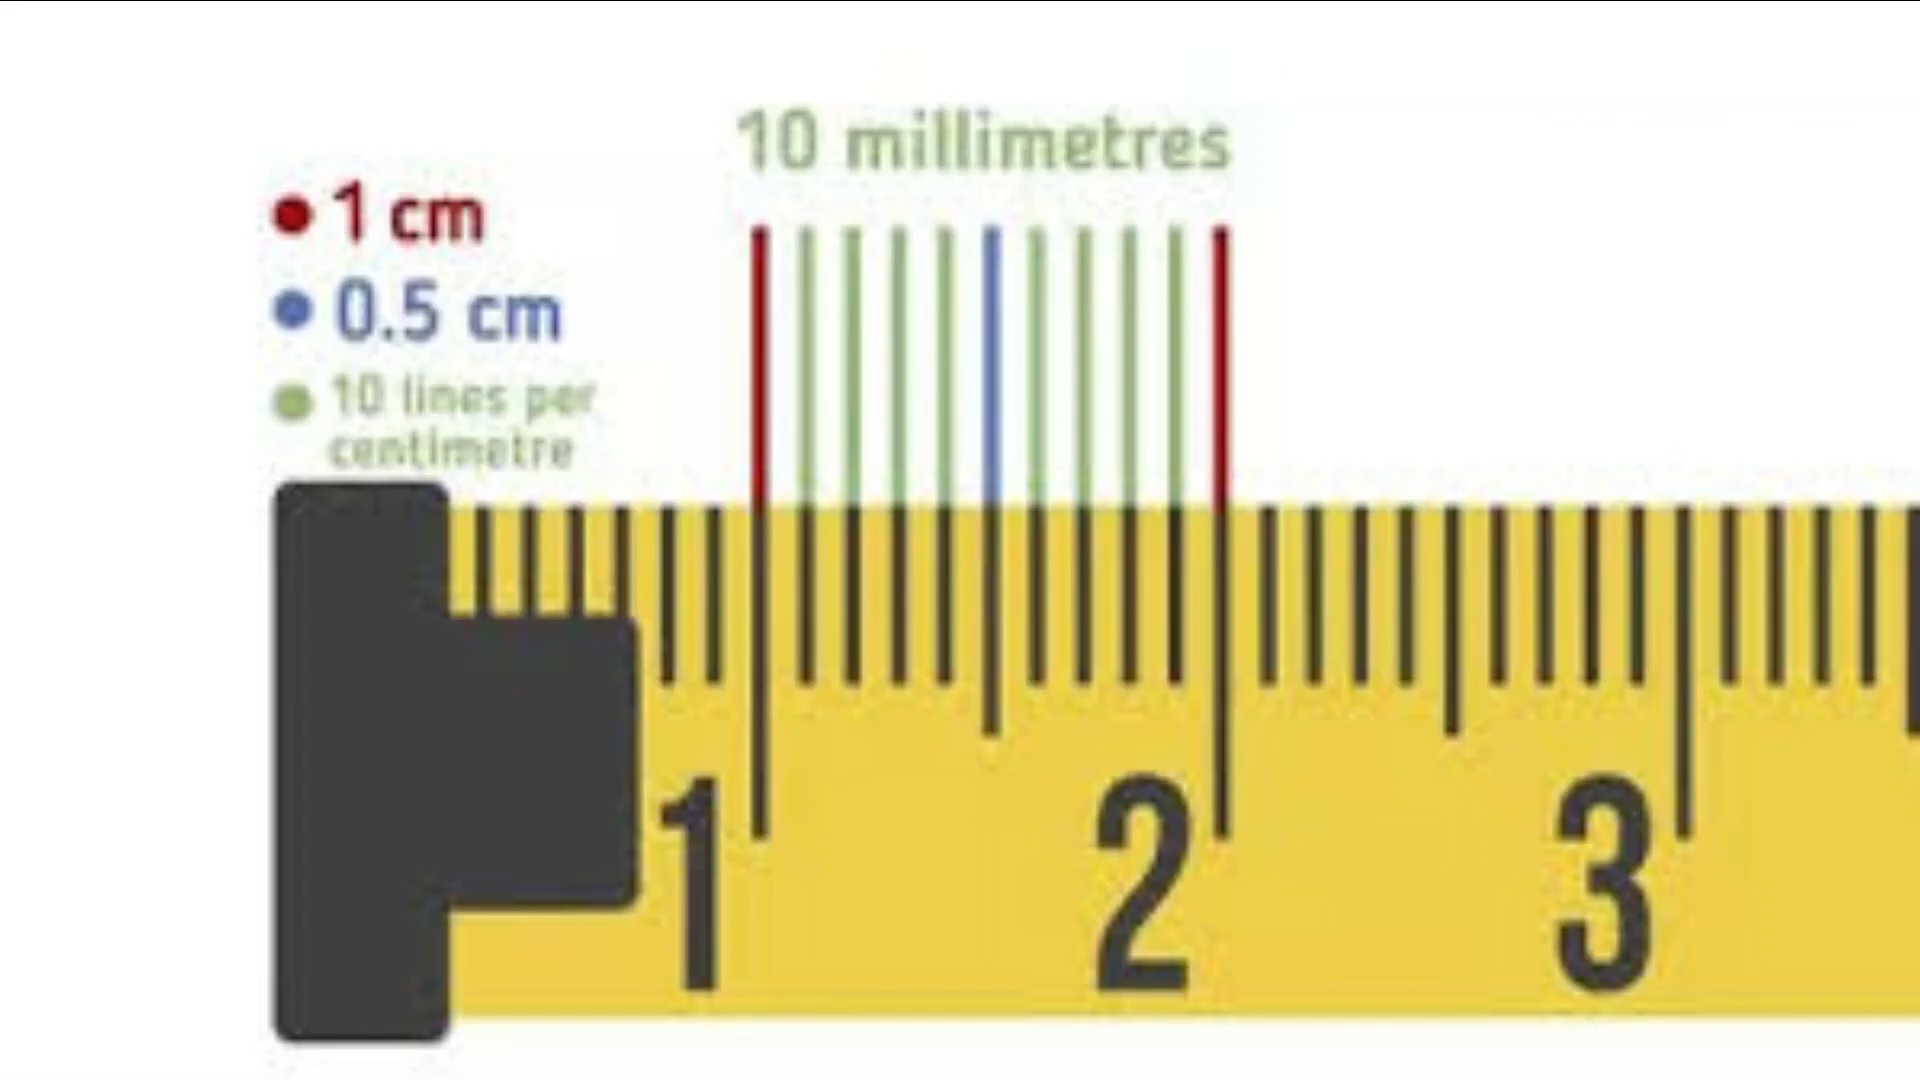 10 millimetres
1 cm
0.5 cm
10 lines per
centimetre
1 2 3